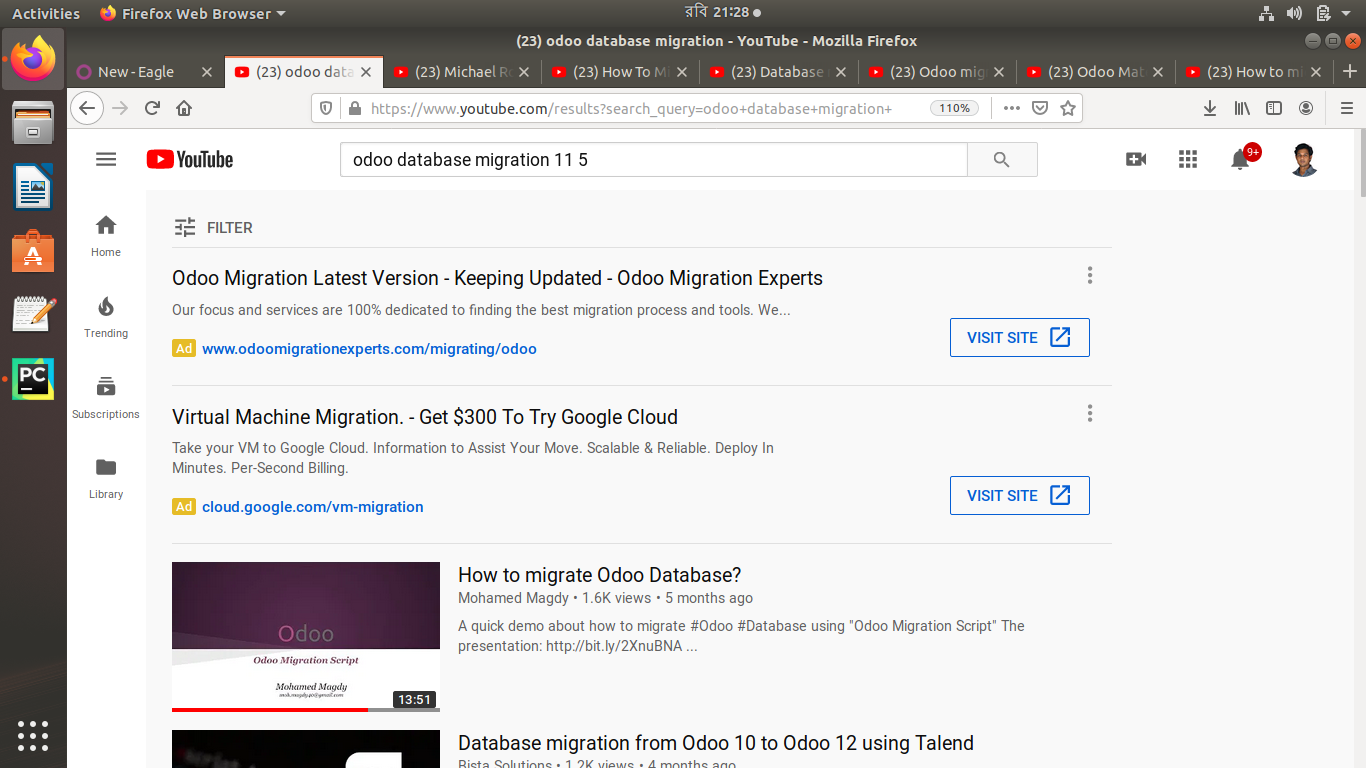 Activities Firefox Web Browser রবি 21:28
(23) odoo database migration - YouTube - Mozilla Firefox
New - Eagle (23) odoo data (23) Michael R (23) How To Mi (23) Database (23) Odoo mig (23) Odoo Mat (23) How to mi
https://www.youtube.com/results?search_query=odoo+database+migration+ 110%
YouTube odoo database migration 11 5 9+
Home
Trending
Subscriptions
Library
FILTER
Odoo Migration Latest Version - Keeping Updated - Odoo Migration Experts
Our focus and services are 100% dedicated to finding the best migration process and tools. We...
Ad www.odoomigrationexperts.com/migrating/odoo
VISIT SITE
Virtual Machine Migration. - Get $300 To Try Google Cloud
Take your VM to Google Cloud. Information to Assist Your Move. Scalable & Reliable. Deploy In
Minutes. Per-Second Billing.
Ad cloud.google.com/vm-migration
VISIT SITE
Odoo
Odoo Migration Script
Mohamed Magdy
13:51
How to migrate Odoo Database?
Mohamed Magdy • 1.6K views • 5 months ago
A quick demo about how to migrate #Odoo #Database using "Odoo Migration Script" The
presentation: http://bit.ly/2XnuBNA ...
Database migration from Odoo 10 to Odoo 12 using Talend
Bista Solutions • 1.2K views • 4 months ago
PC